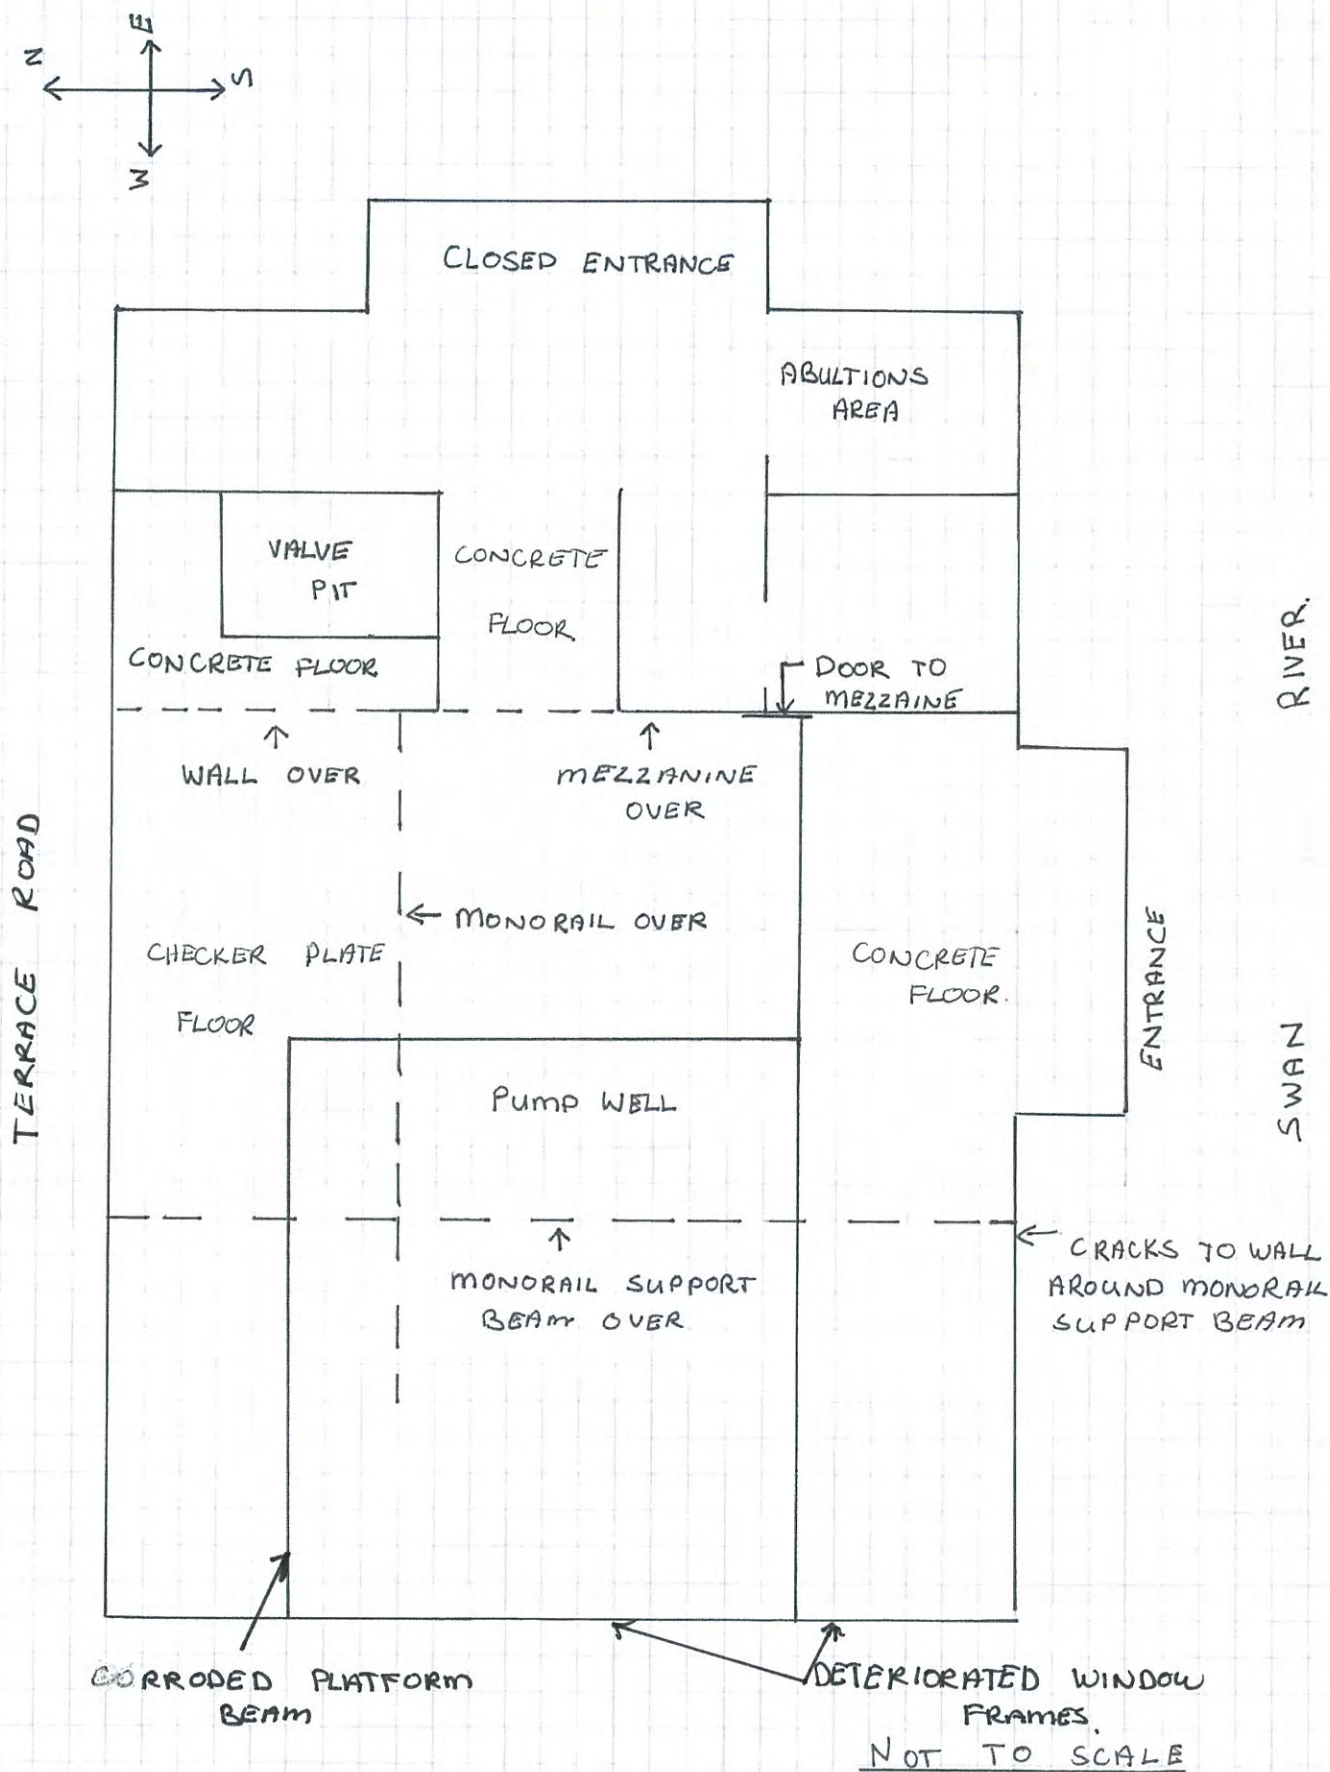 E
N
S
W
CLOSED ENTRANCE
ABULTIONS
AREA
VALVE
PIT
CONCRETE
FLOOR
CONCRETE FLOOR
DOOR TO
MEZZAINE
WALL OVER
MEZZANINE
OVER
MONORAIL OVER
CHECKER PLATE
FLOOR
CONCRETE
FLOOR.
ENTRANCE
TERRACE ROAD
SWAN RIVER.
PUMP WELL
MONORAIL SUPPORT
BEAM OVER
CRACKS TO WALL
AROUND MONORAIL
SUPPORT BEAM
CORRODED PLATFORM
BEAM
DETERIORATED WINDOW
FRAMES.
NOT TO SCALE